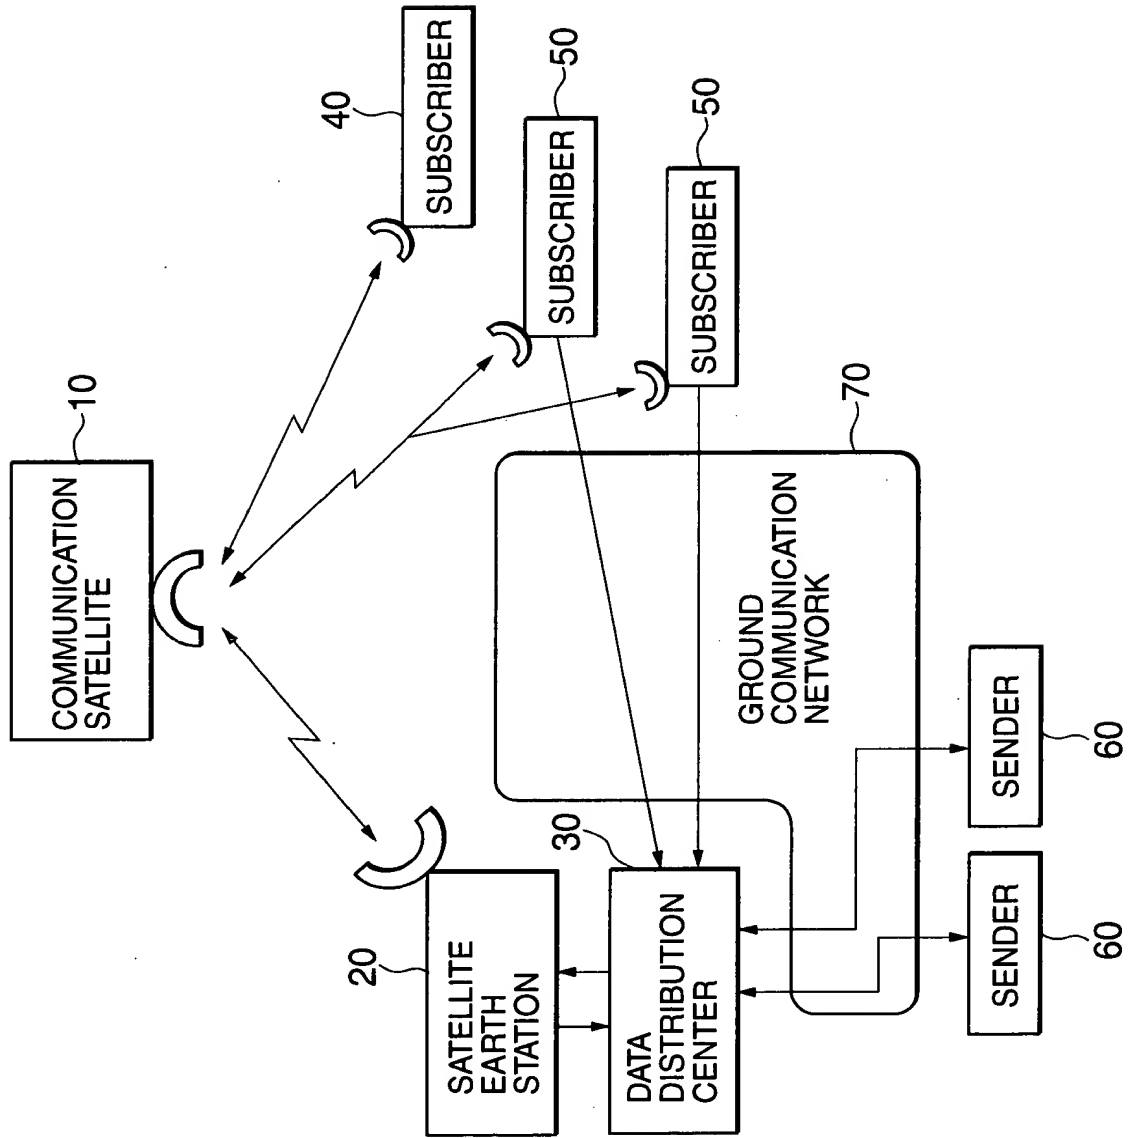 COMMUNICATION
SATELLITE
10
40
SUBSCRIBER
50
SUBSCRIBER
50
SUBSCRIBER
20
SATELLITE
EARTH
STATION
30
DATA
DISTRIBUTION
CENTER
70
GROUND
COMMUNICATION
NETWORK
SENDER
60
SENDER
60